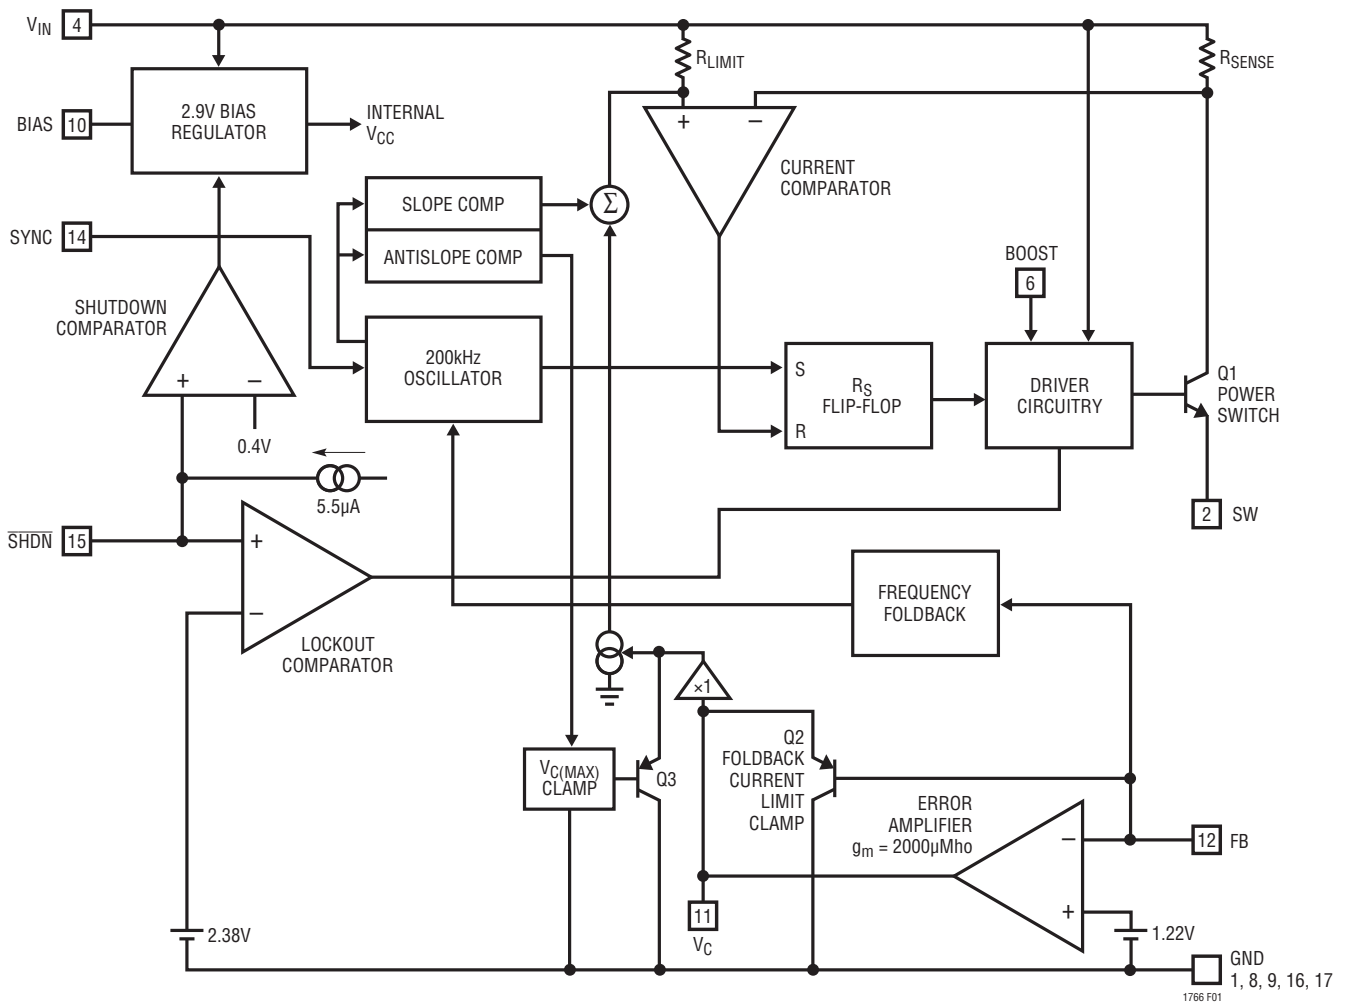 VIN 4
RLIMIT
RSENSE
2.9V BIAS
REGULATOR
INTERNAL
VCC
BIAS 10
+
–
CURRENT
COMPARATOR
SLOPE COMP
Σ
SYNC 14
ANTISLOPE COMP
BOOST
6
SHUTDOWN
COMPARATOR
200kHz
OSCILLATOR
S
RS
FLIP-FLOP
R
DRIVER
CIRCUITRY
Q1
POWER
SWITCH
+
–
0.4V
5.5µA
2 SW
SHDN 15
+
–
LOCKOUT
COMPARATOR
FREQUENCY
FOLDBACK
×1
VC(MAX)
CLAMP
Q3
Q2
FOLDBACK
CURRENT
LIMIT
CLAMP
ERROR
AMPLIFIER
gm = 2000µMho
–
+
12 FB
11
VC
2.38V
1.22V
GND
1, 8, 9, 16, 17
1766 F01